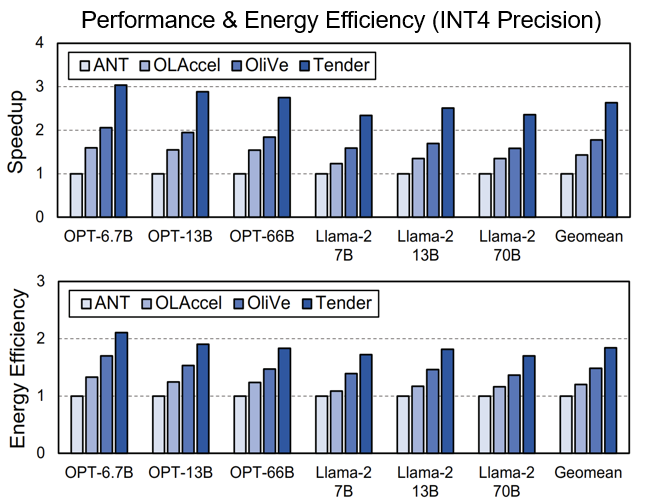 Performance & Energy Efficiency (INT4 Precision)
Speedup
4
3
2
1
0
ANT OLAccel OliVe Tender
OPT-6.7B OPT-13B OPT-66B Llama-2 7B Llama-2 13B Llama-2 70B Geomean
Energy Efficiency
3
2
1
0
ANT OLAccel OliVe Tender
OPT-6.7B OPT-13B OPT-66B Llama-2 7B Llama-2 13B Llama-2 70B Geomean